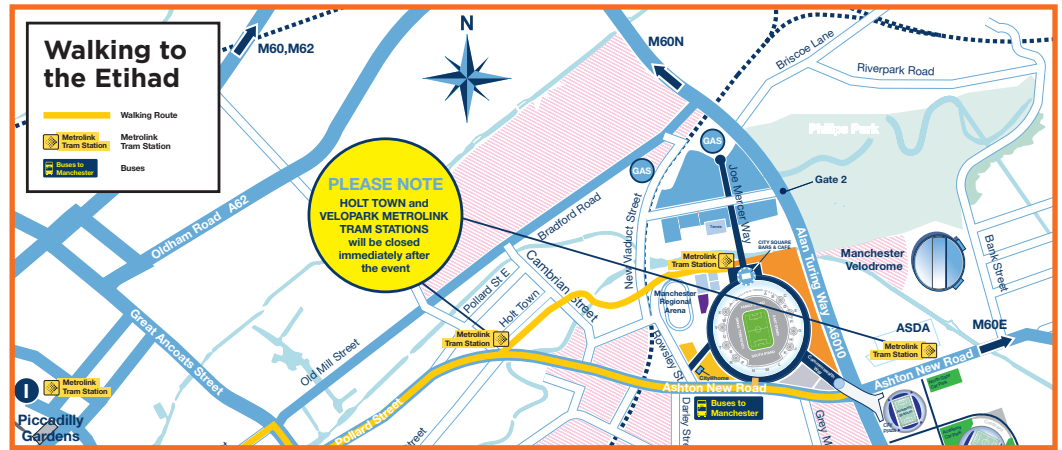 Walking to
the Etihad
Walking Route
Metrolink
Tram Station
Metrolink
Tram Station
Buses to
Manchester
Buses
M60,M62
N
M60N
Briscoe Lane
Riverpark Road
Philips Park
GAS
GAS
Joe Mercer Way
Gate 2
PLEASE NOTE
HOLT TOWN and
VELOPARK METROLINK
TRAM STATIONS
will be closed
immediately after
the event
Oldham Road A62
Bradford Road
New Viaduct Street
Tennis
CITY SQUARE
BARS & CAFE
Alan Turing Way A6010
Manchester
Velodrome
Bank Street
Metrolink
Tram Station
Pollard St E
Cambrian Street
Holt Town
Manchester
Regional
Arena
Great Ancoats Street
Old Mill Street
Metrolink
Tram Station
ASDA
M60E
Metrolink
Tram Station
Metrolink
Tram Station
Piccadilly
Gardens
Pollard Street
Rowsley St
City@home
Ashton New Road
Ashton New Road
Buses to
Manchester
Darley Stre
Grey M